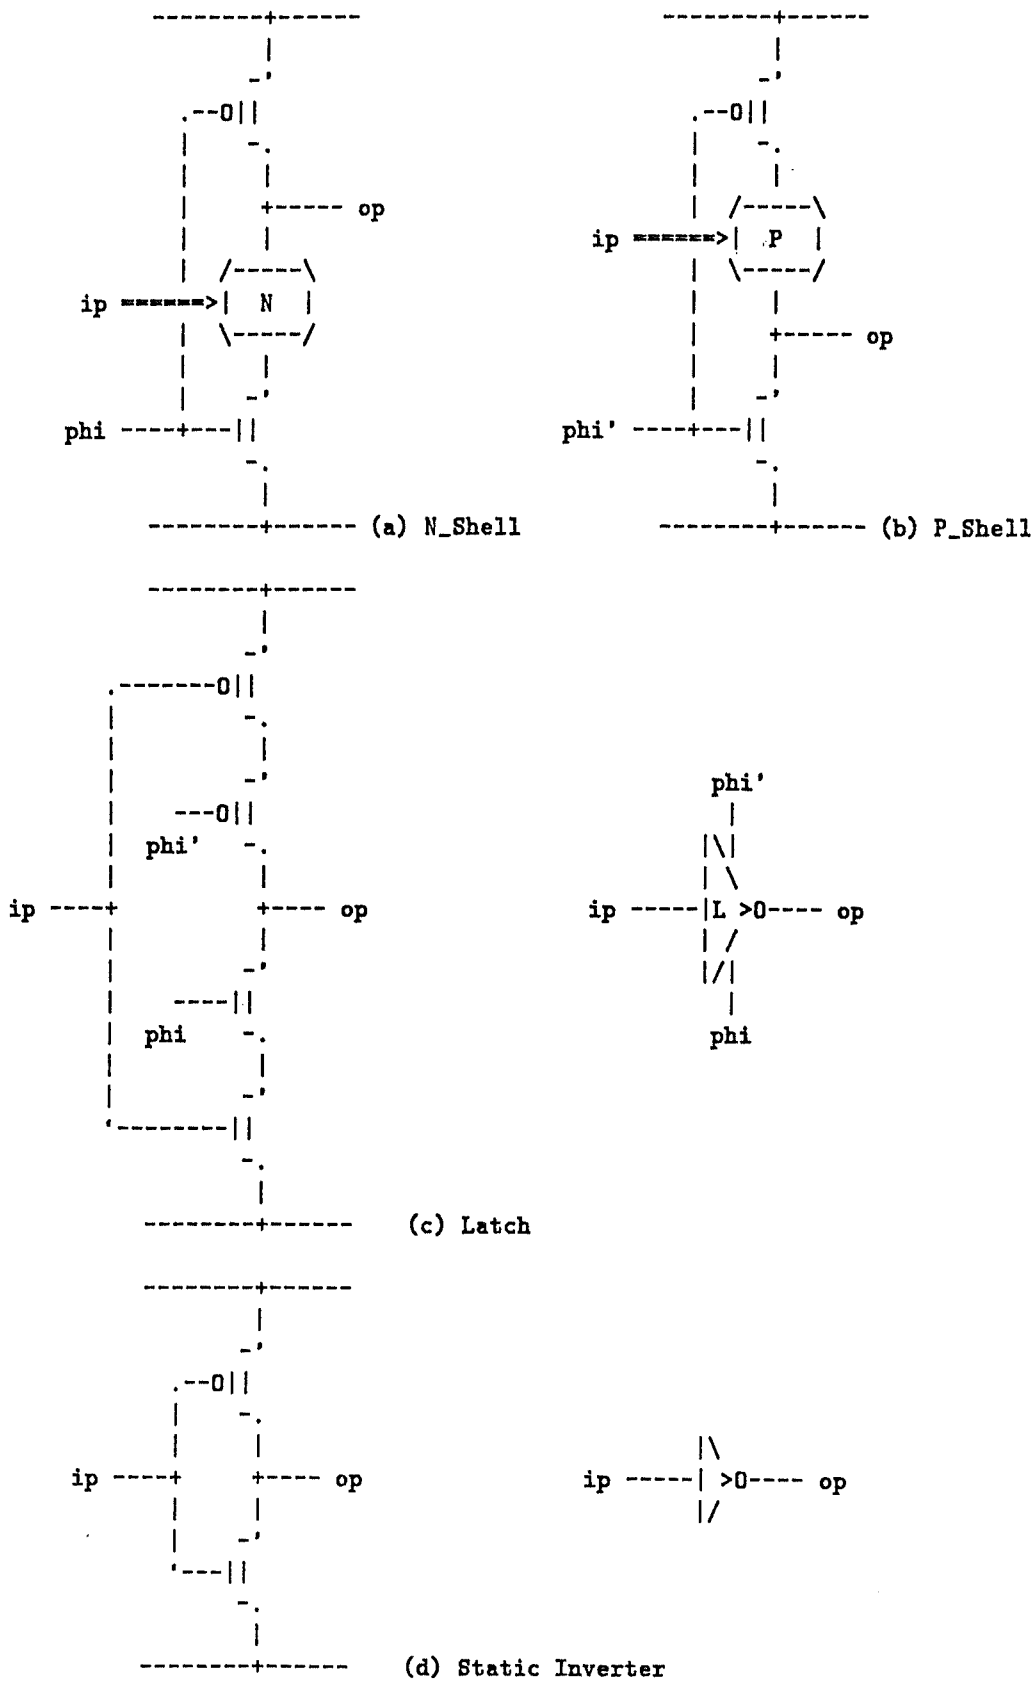 op
ip
N
phi
(a) N_Shell
ip
P
op
phi'
(b) P_Shell
phi'
ip
op
phi
(c) Latch
phi'
ip
L
op
phi
ip
op
(d) Static Inverter
ip
op